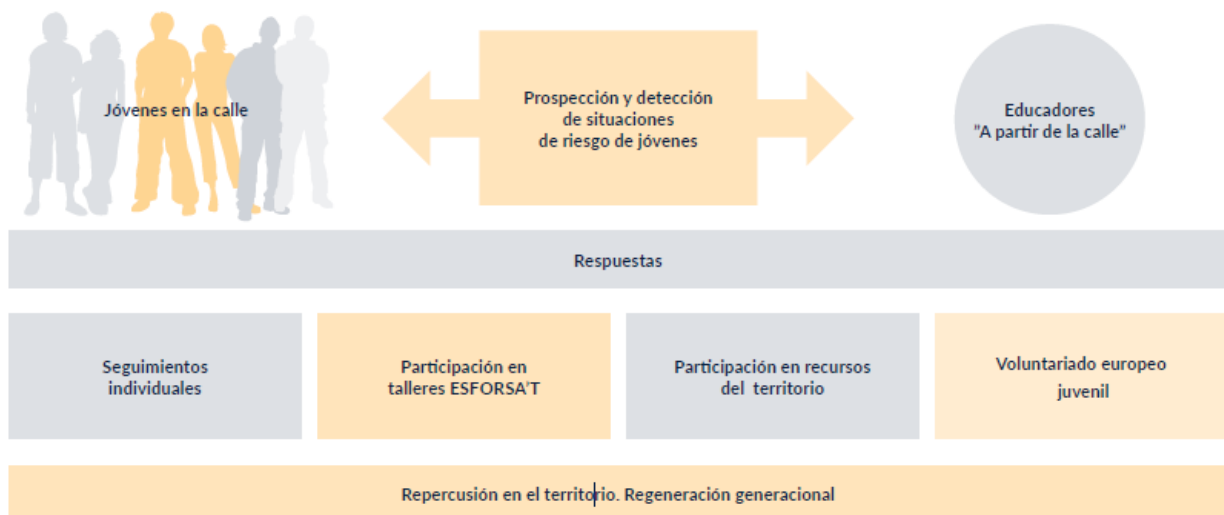 Jóvenes en la calle
Prospección y detección
de situaciones
de riesgo de jóvenes
Educadores
"A partir de la calle"
Respuestas
Seguimientos
individuales
Participación en
talleres ESFORSA'T
Participación en recursos
del territorio
Voluntariado europeo
juvenil
Repercusión en el territorio. Regeneración generacional